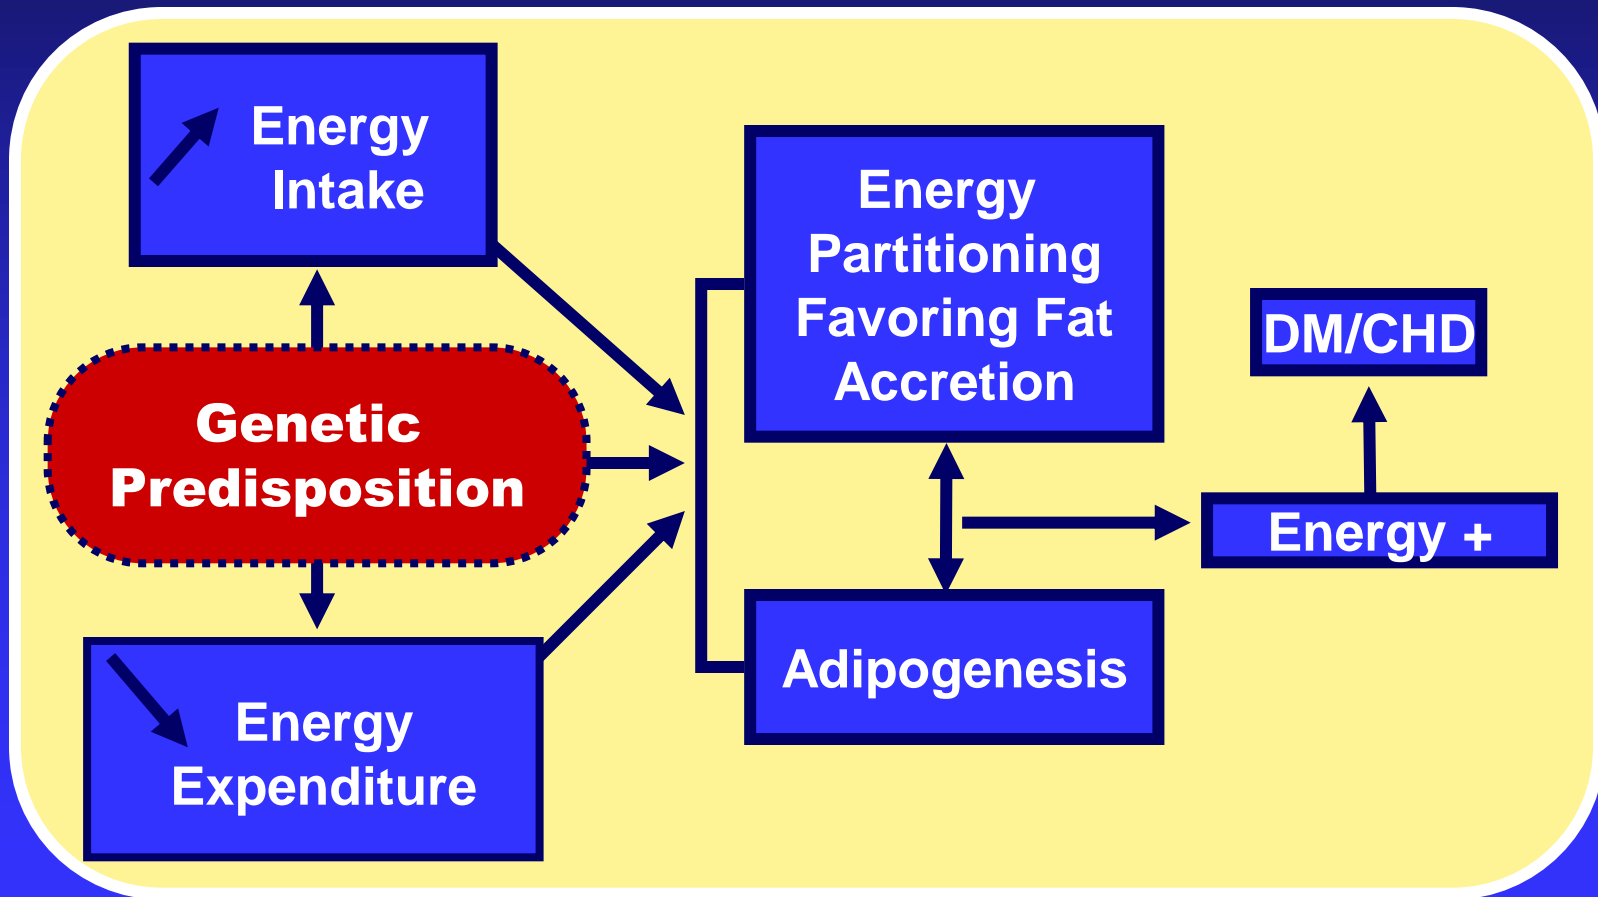 Energy
Intake
Genetic
Predisposition
Energy
Expenditure
Energy
Partitioning
Favoring Fat
Accretion
Adipogenesis
DM/CHD
Energy +